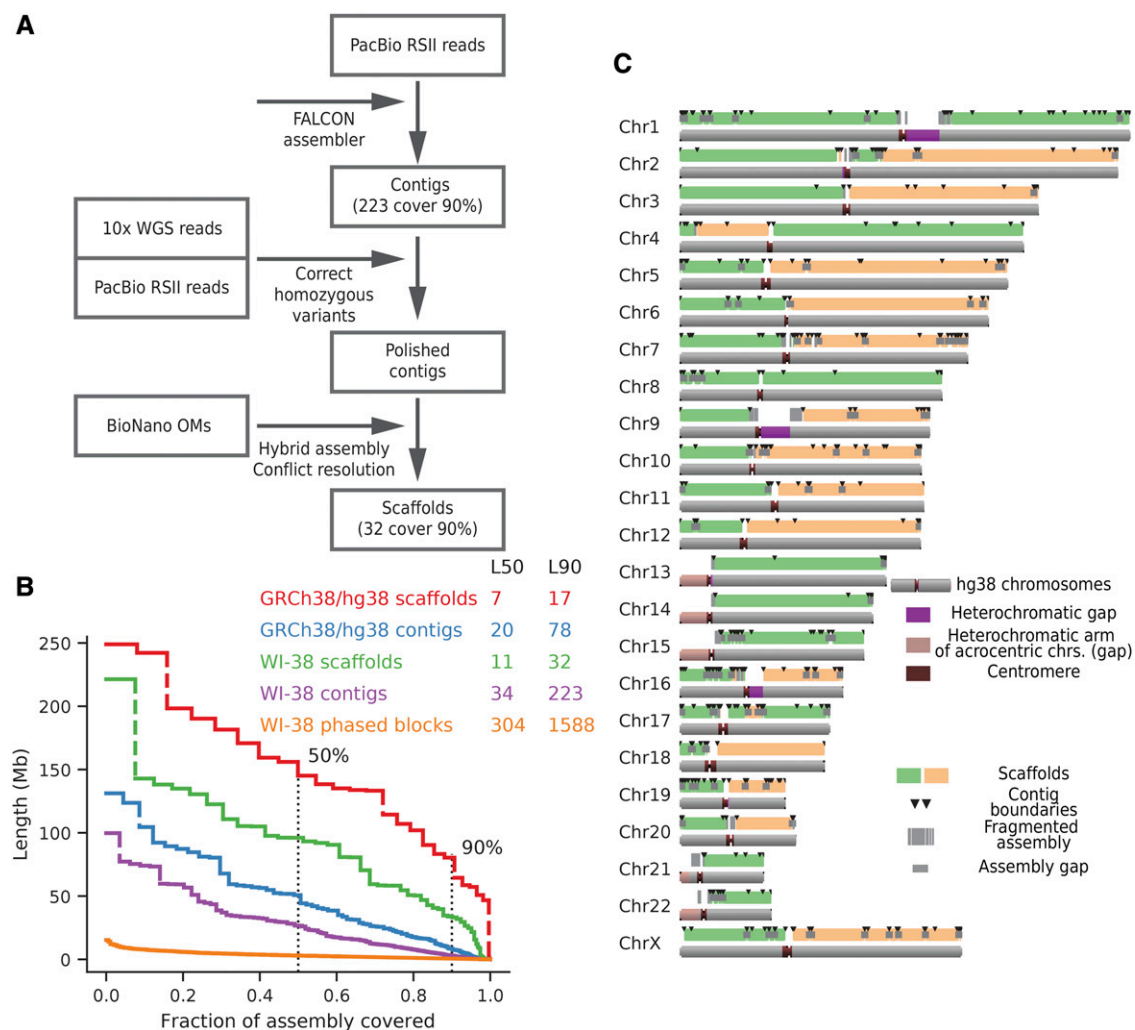 A
PacBio RSII reads
FALCON
assembler
Contigs
(223 cover 90%)
10x WGS reads
PacBio RSII reads
Correct
homozygous
variants
Polished
contigs
BioNano OMs
Hybrid assembly
Conflict resolution
Scaffolds
(32 cover 90%)
B
L50 L90
GRCh38/hg38 scaffolds 7 17
GRCh38/hg38 contigs 20 78
WI-38 scaffolds 11 32
WI-38 contigs 34 223
WI-38 phased blocks 304 1588
50%
90%
Length (Mb)
250
200
150
100
50
0
0.0 0.2 0.4 0.6 0.8 1.0
Fraction of assembly covered
C
Chr1
Chr2
Chr3
Chr4
Chr5
Chr6
Chr7
Chr8
Chr9
Chr10
Chr11
Chr12
Chr13
Chr14
Chr15
Chr16
Chr17
Chr18
Chr19
Chr20
Chr21
Chr22
ChrX
hg38 chromosomes
Heterochromatic gap
Heterochromatic arm
of acrocentric chrs. (gap)
Centromere
Scaffolds
Contig
boundaries
Fragmented
assembly
Assembly gap